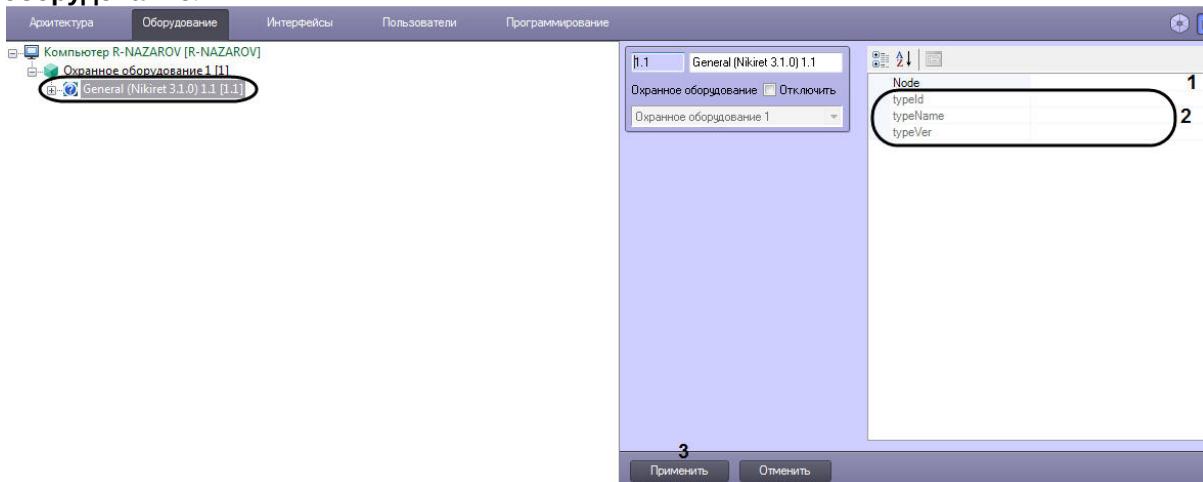 Архитектура Оборудование Интерфейсы Пользователи Программирование
Компьютер R-NAZAROV [R-NAZAROV]
Охранное оборудование 1 [1]
General (Nikiret 3.1.0) 1.1 [1.1]
1.1 General (Nikiret 3.1.0) 1.1
Охранное оборудование Отключить
Охранное оборудование 1
Node 1
typeId
typeName 2
typeVer
3
Применить Отменить